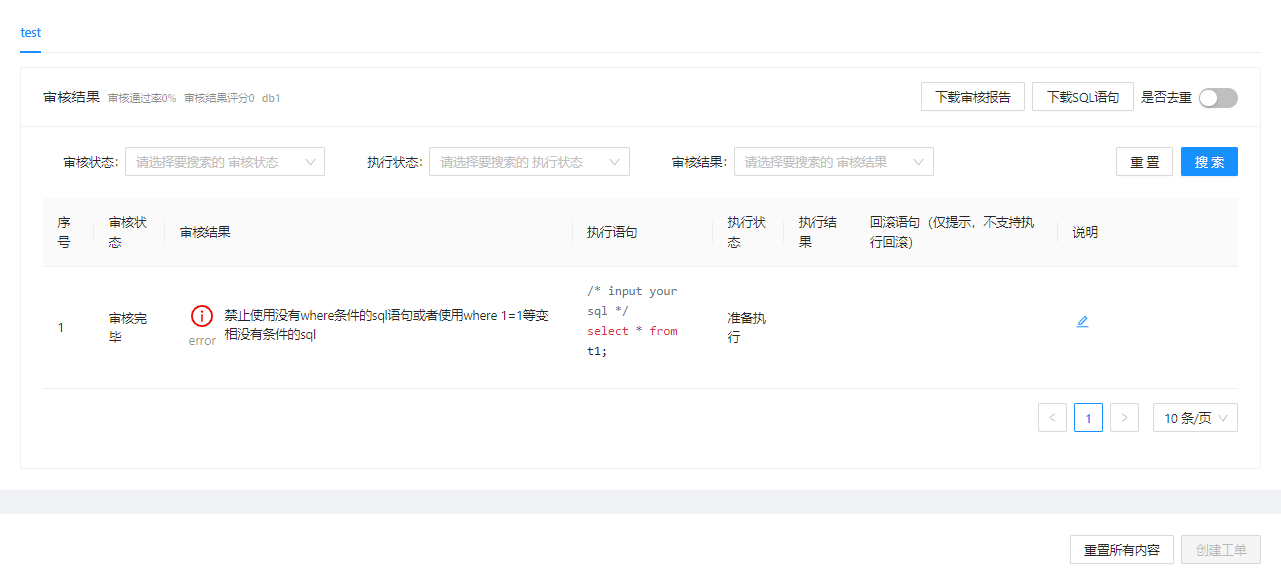 test
审核结果 审核通过率0% 审核结果评分0 db1
下载审核报告 下载SQL语句 是否去重
审核状态: 请选择要搜索的 审核状态 执行状态: 请选择要搜索的 执行状态 审核结果: 请选择要搜索的 审核结果 重 置 搜 索
序号 审核状态 审核结果 执行语句 执行状态 执行结果 回滚语句（仅提示，不支持执行回滚） 说明
1
审核完
毕
error
禁止使用没有where条件的sql语句或者使用where 1=1等变
相没有条件的sql
/* input your
sql */
select * from
t1;
准备执
行
< 1 > 10 条/页
重置所有内容 创建工单